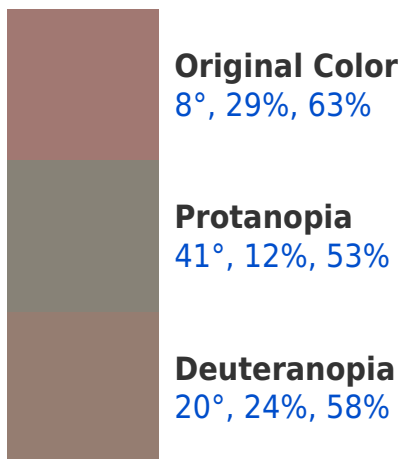 Original Color
8°, 29%, 63%
Protanopia
41°, 12%, 53%
Deuteranopia
20°, 24%, 58%